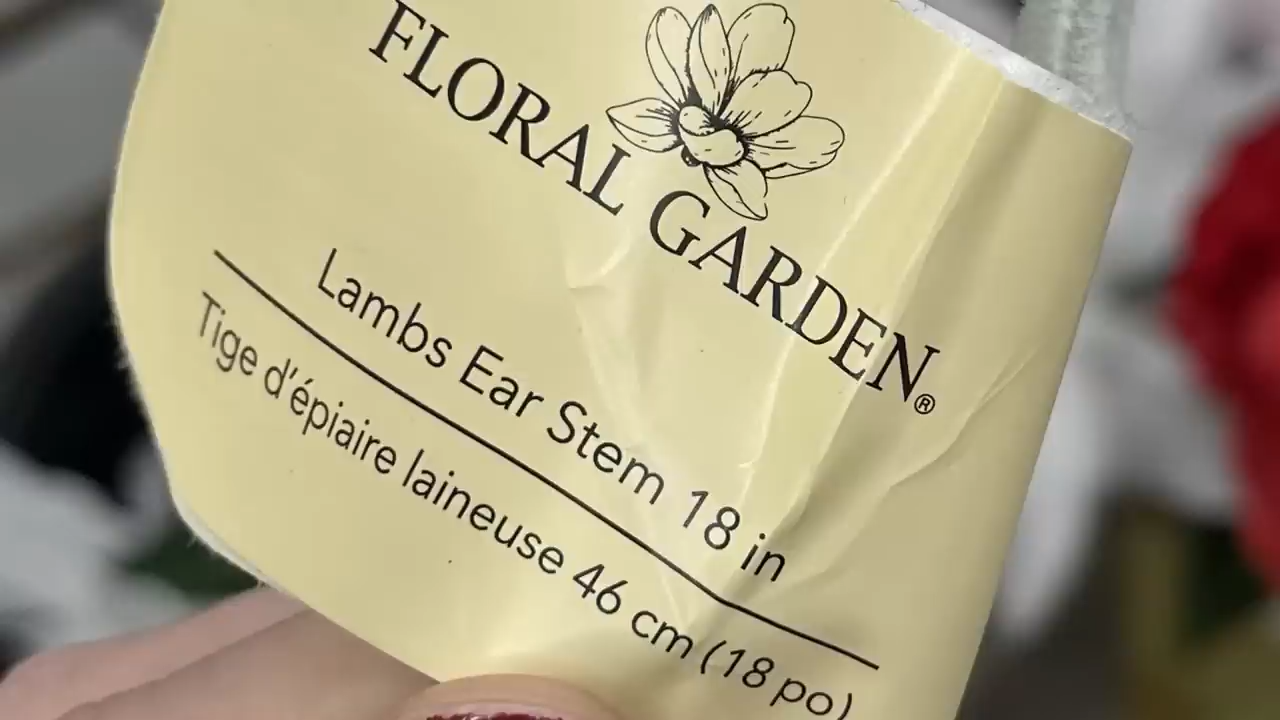 FLORAL GARDEN®
Lambs Ear Stem 18 in
Tige d'épiaire laineuse 46 cm (18 po)